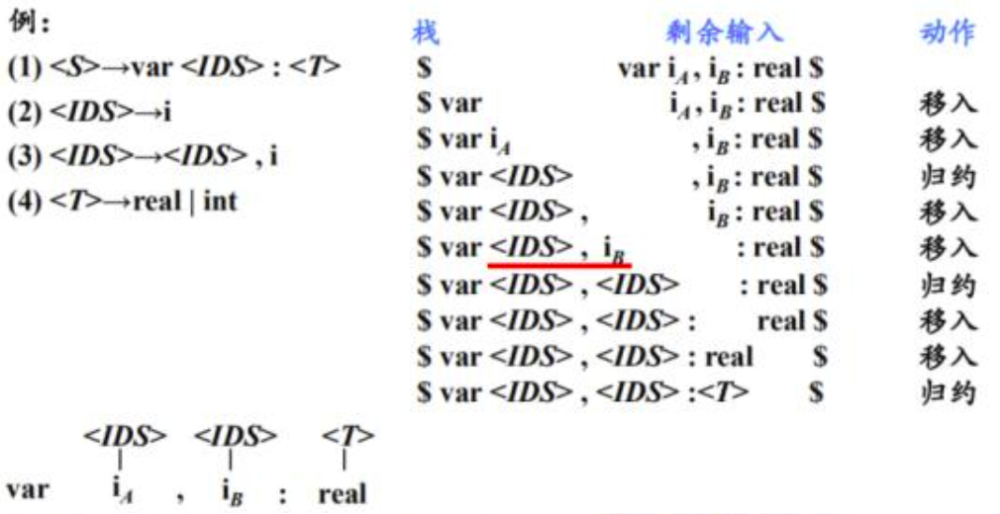 例：
(1) <S>→var <IDS> : <T>
(2) <IDS>→i
(3) <IDS>→<IDS> , i
(4) <T>→real | int
栈 剩余输入 动作
$ var i_A , i_B : real $
$ var i_A , i_B : real $ 移入
$ var i_A , i_B : real $ 移入
$ var <IDS> , i_B : real $ 归约
$ var <IDS> , i_B : real $ 移入
$ var <IDS> , i_B : real $ 移入
$ var <IDS> , <IDS> : real $ 归约
$ var <IDS> , <IDS> : real $ 移入
$ var <IDS> , <IDS> : real $ 移入
$ var <IDS> , <IDS> :<T> $ 归约
<IDS> <IDS> <T>
var i_A , i_B : real